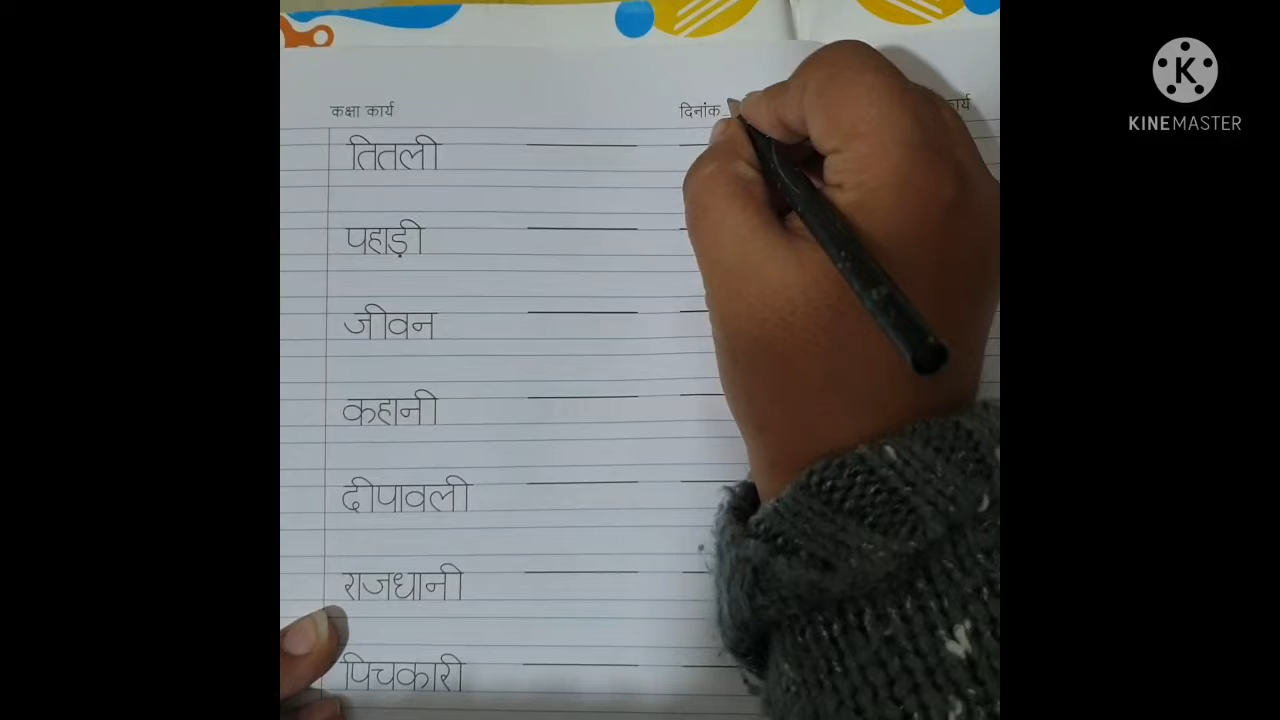 कक्षा कार्य दिनांक
तितली
पहाड़ी
जीवन
कहानी
दीपावली
राजधानी
पिचकारी
K
KINEMASTER